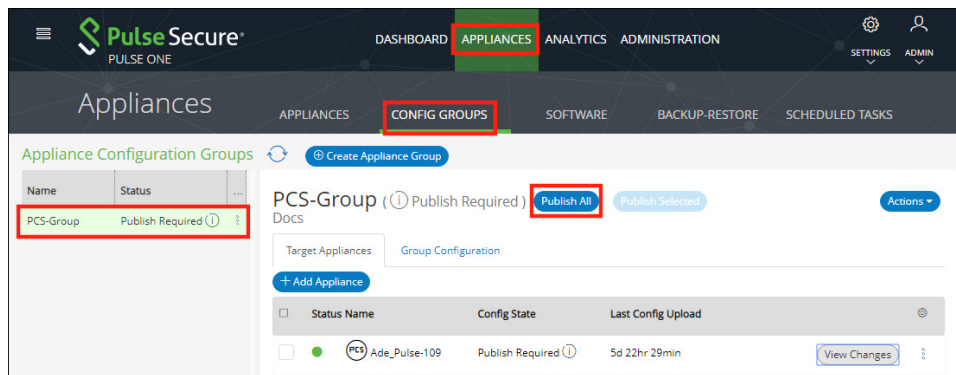 Pulse Secure®
PULSE ONE
DASHBOARD APPLIANCES ANALYTICS ADMINISTRATION
SETTINGS ADMIN
Appliances
APPLIANCES CONFIG GROUPS SOFTWARE BACKUP-RESTORE SCHEDULED TASKS
Appliance Configuration Groups Create Appliance Group
Name Status ...
PCS-Group Publish Required
PCS-Group ( Publish Required ) Publish All Publish Selected Actions
Docs
Target Appliances Group Configuration
+ Add Appliance
Status Name Config State Last Config Upload
PCS Ade_Pulse-109 Publish Required 5d 22hr 29min View Changes